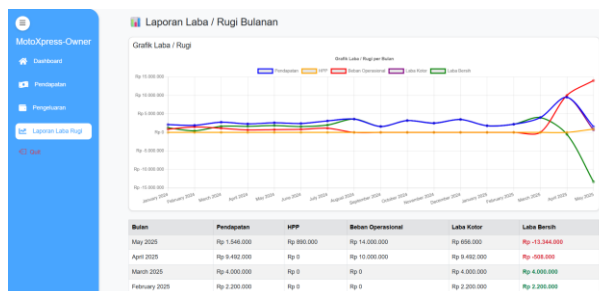 Laporan Laba / Rugi Bulanan
MotoXpress-Owner
Dashboard
Pendapatan
Pengeluaran
Laporan Laba Rugi
Grafik Laba / Rugi
Grafik Laba / Rugi per Bulan
Pendapatan HPP Beban Operasional Laba Kotor Laba Bersih
Rp 15.000.000
Rp 10.000.000
Rp 5.000.000
Rp 0
Rp -5.000.000
Rp -10.000.000
Rp -15.000.000
January 2024 February 2024 March 2024 April 2024 May 2024 June 2024 July 2024 August 2024 September 2024 October 2024 November 2024 December 2024 January 2025 February 2025 March 2025 April 2025 May 2025
Bulan Pendapatan HPP Beban Operasional Laba Kotor Laba Bersih
May 2025 Rp 1.546.000 Rp 890.000 Rp 14.000.000 Rp 656.000 Rp -13.344.000
April 2025 Rp 9.492.000 Rp 0 Rp 10.000.000 Rp 9.492.000 Rp -508.000
March 2025 Rp 4.000.000 Rp 0 Rp 0 Rp 4.000.000 Rp 4.000.000
February 2025 Rp 2.200.000 Rp 0 Rp 0 Rp 2.200.000 Rp 2.200.000